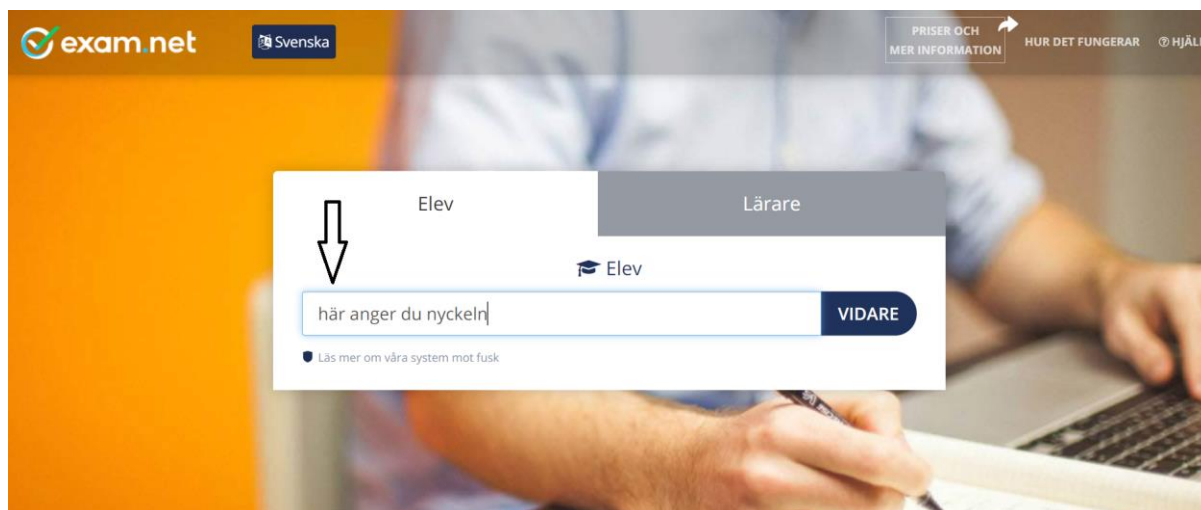 exam.net
Svenska
PRISER OCH
MER INFORMATION
HUR DET FUNGERAR
HJÄL
Elev
Lärare
Elev
här anger du nyckeln
VIDARE
Läs mer om våra system mot fusk